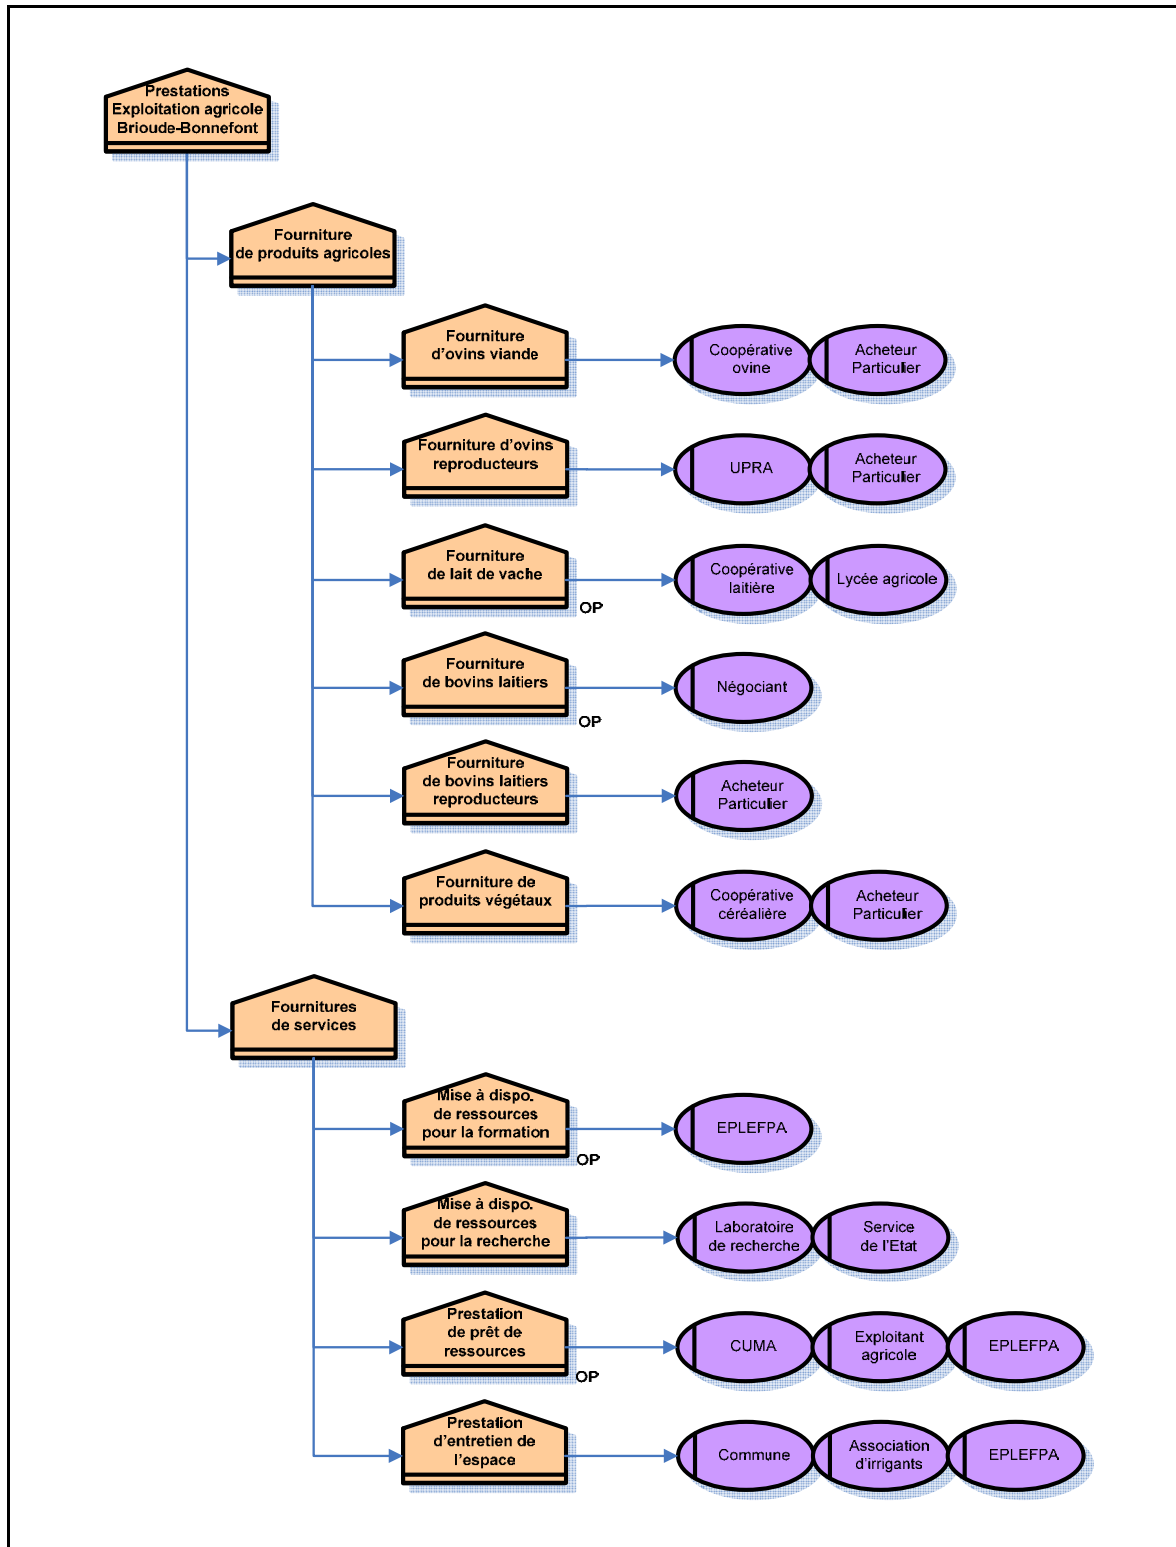 Prestations
Exploitation agricole
Brioude-Bonnefont
Fourniture
de produits agricoles
Fourniture
d'ovins viande
Coopérative
ovine
Acheteur
Particulier
Fourniture d'ovins
reproducteurs
UPRA
Acheteur
Particulier
Fourniture
de lait de vache
OP
Coopérative
laitière
Lycée agricole
Fourniture
de bovins laitiers
OP
Négociant
Fourniture
de bovins laitiers
reproducteurs
Acheteur
Particulier
Fourniture de
produits végétaux
Coopérative
céréalière
Acheteur
Particulier
Fournitures
de services
Mise à dispo.
de ressources
pour la formation
OP
EPLEFPA
Mise à dispo.
de ressources
pour la recherche
Laboratoire
de recherche
Service
de l'Etat
Prestation
de prêt de
ressources
OP
CUMA
Exploitant
agricole
EPLEFPA
Prestation
d'entretien de
l'espace
Commune
Association
d'irrigants
EPLEFPA